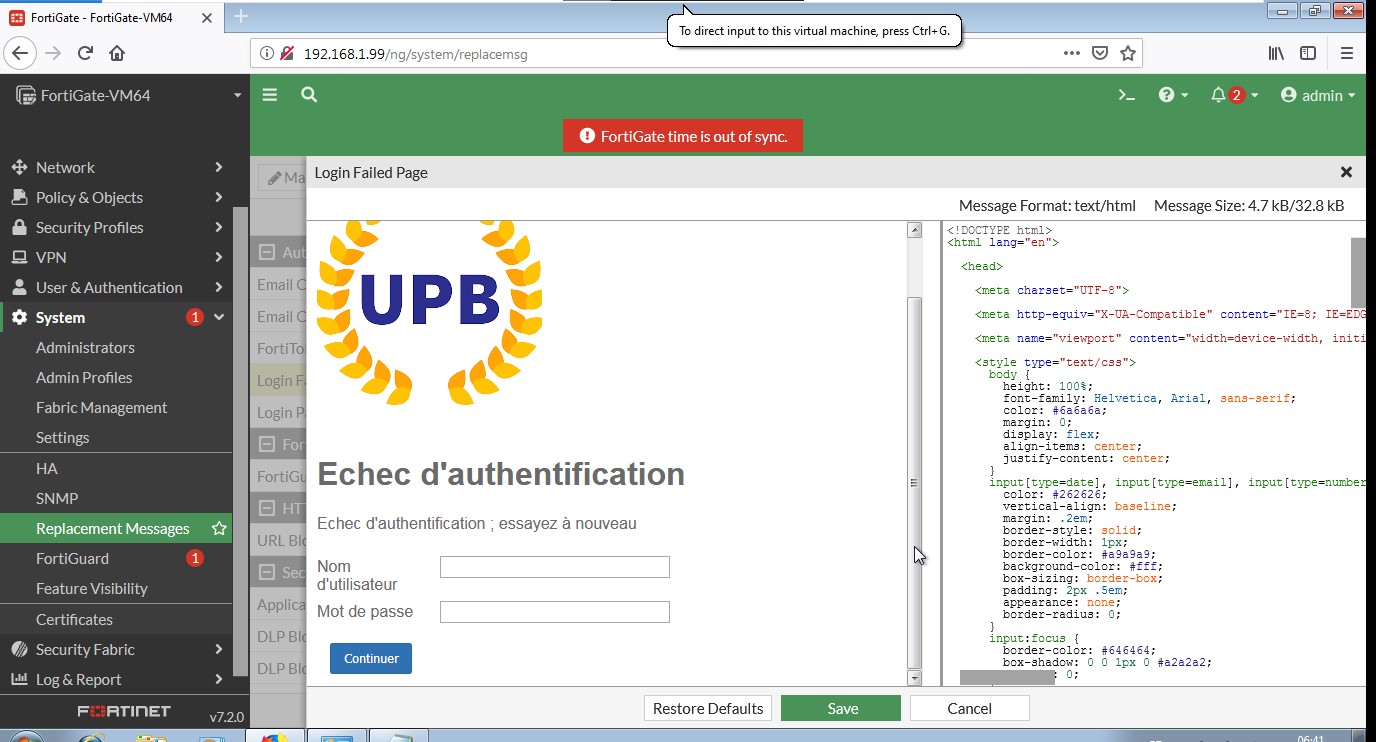 FortiGate - FortiGate-VM64
To direct input to this virtual machine, press Ctrl+G.
192.168.1.99/ng/system/replacemsg
FortiGate-VM64
2
admin
FortiGate time is out of sync.
Network
Policy & Objects
Security Profiles
VPN
User & Authentication
System
1
Administrators
Admin Profiles
Fabric Management
Settings
HA
SNMP
Replacement Messages
FortiGuard
1
Feature Visibility
Certificates
Security Fabric
Log & Report
FORTINET
v7.2.0
Ma
Aut
Email C
Email C
FortiTo
Login Fa
Login P
For
FortiGu
HT
URL Blo
Sec
Applica
DLP Blo
DLP Blo
Login Failed Page
Message Format: text/html
Message Size: 4.7 kB/32.8 kB
UPB
Echec d'authentification
Echec d'authentification ; essayez à nouveau
Nom
d'utilisateur
Mot de passe
Continuer
<!DOCTYPE html>
<html lang="en">
<head>
<meta charset="UTF-8">
<meta http-equiv="X-UA-Compatible" content="IE=8; IE=EDG
<meta name="viewport" content="width=device-width, initi
<style type="text/css">
body {
height: 100%;
font-family: Helvetica, Arial, sans-serif;
color: #6a6a6a;
margin: 0;
display: flex;
align-items: center;
justify-content: center;
}
input[type=date], input[type=email], input[type=number
color: #262626;
vertical-align: baseline;
margin: .2em;
border-style: solid;
border-width: 1px;
border-color: #a9a9a9;
background-color: #fff;
box-sizing: border-box;
padding: 2px .5em;
appearance: none;
border-radius: 0;
}
input:focus {
border-color: #646464;
box-shadow: 0 0 1px 0 #a2a2a2;
: 0;
Restore Defaults
Save
Cancel
06:41